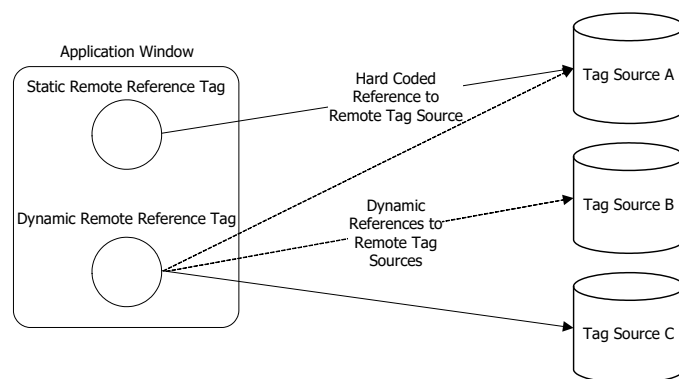 Application Window
Static Remote Reference Tag
Hard Coded
Reference to
Remote Tag Source
Tag Source A
Dynamic Remote Reference Tag
Dynamic
References to
Remote Tag
Sources
Tag Source B
Tag Source C